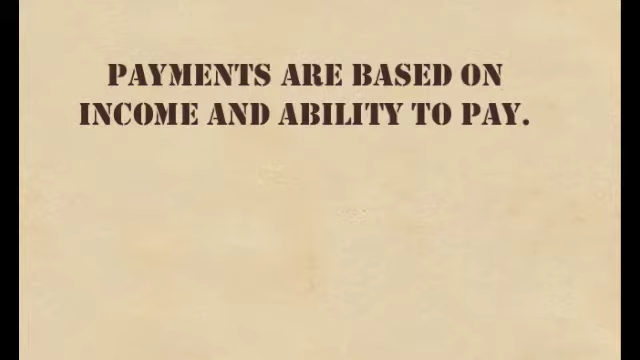 PAYMENTS ARE BASED ON
INCOME AND ABILITY TO PAY.